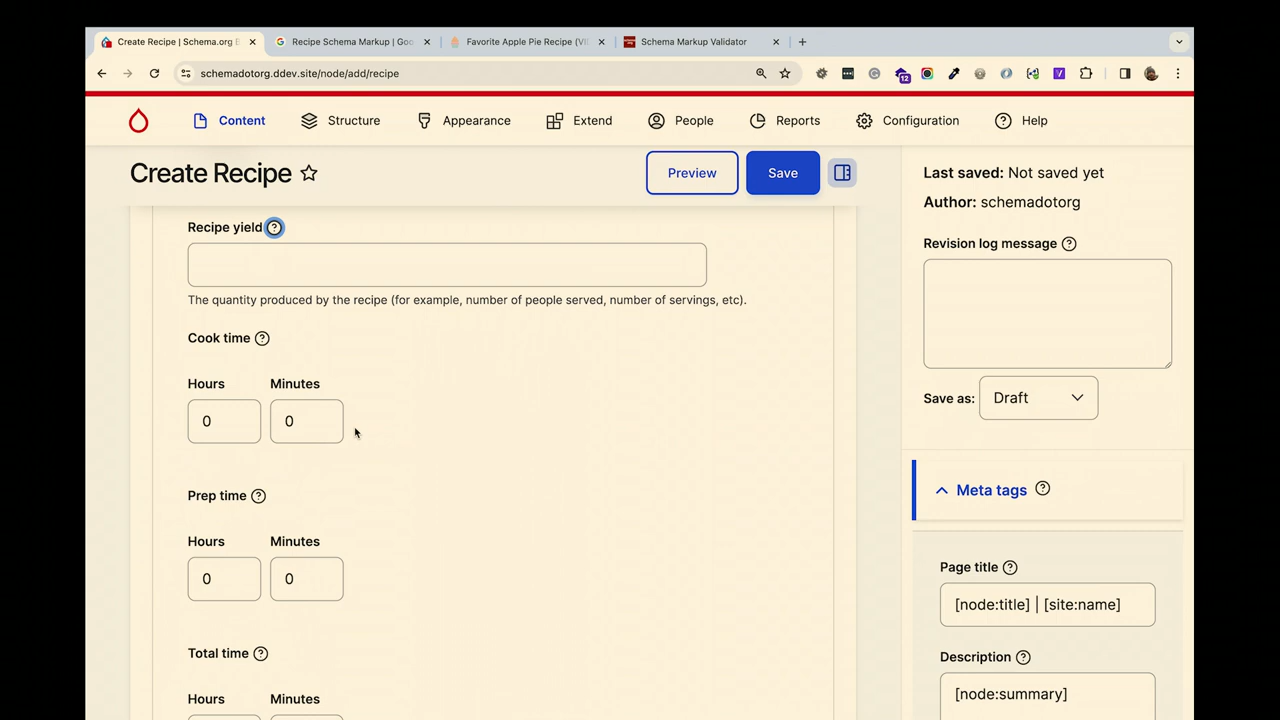 Create Recipe | Schema.org B
Recipe Schema Markup | Goo
Favorite Apple Pie Recipe (VI
Schema Markup Validator
schemadotorg.ddev.site/node/add/recipe
12
Content
Structure
Appearance
Extend
People
Reports
Configuration
Help
Create Recipe
Preview
Save
Recipe yield
The quantity produced by the recipe (for example, number of people served, number of servings, etc).
Cook time
Hours Minutes
0 0
Prep time
Hours Minutes
0 0
Total time
Hours Minutes
Last saved: Not saved yet
Author: schemadotorg
Revision log message
Save as: Draft
Meta tags
Page title
[node:title] | [site:name]
Description
[node:summary]